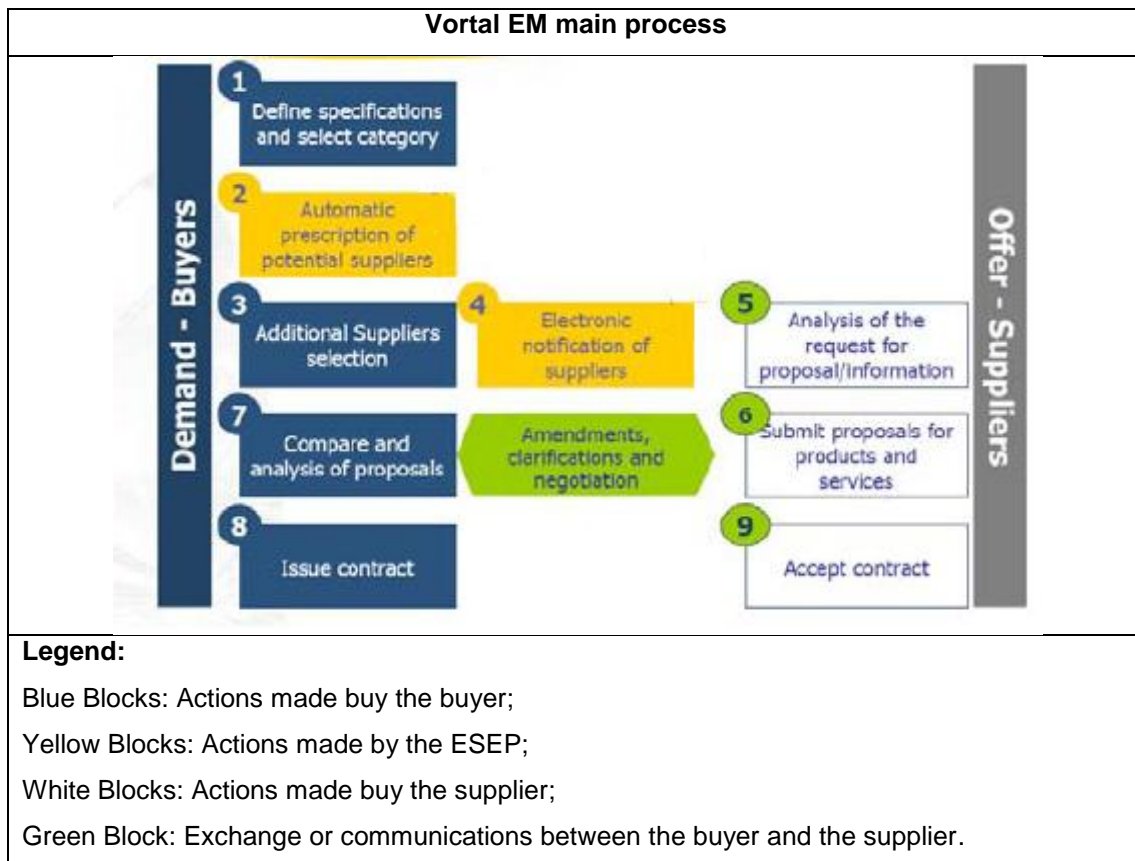 Vortal EM main process
Demand - Buyers
1
Define specifications
and select category
2
Automatic
prescription of
potential suppliers
3
Additional Suppliers
selection
4
Electronic
notification of
suppliers
5
Analysis of the
request for
proposal/information
7
Compare and
analysis of proposals
Amendments,
clarifications and
negotiation
6
Submit proposals for
products and
services
8
Issue contract
9
Accept contract
Offer - Suppliers
Legend:
Blue Blocks: Actions made buy the buyer;
Yellow Blocks: Actions made by the ESEP;
White Blocks: Actions made buy the supplier;
Green Block: Exchange or communications between the buyer and the supplier.